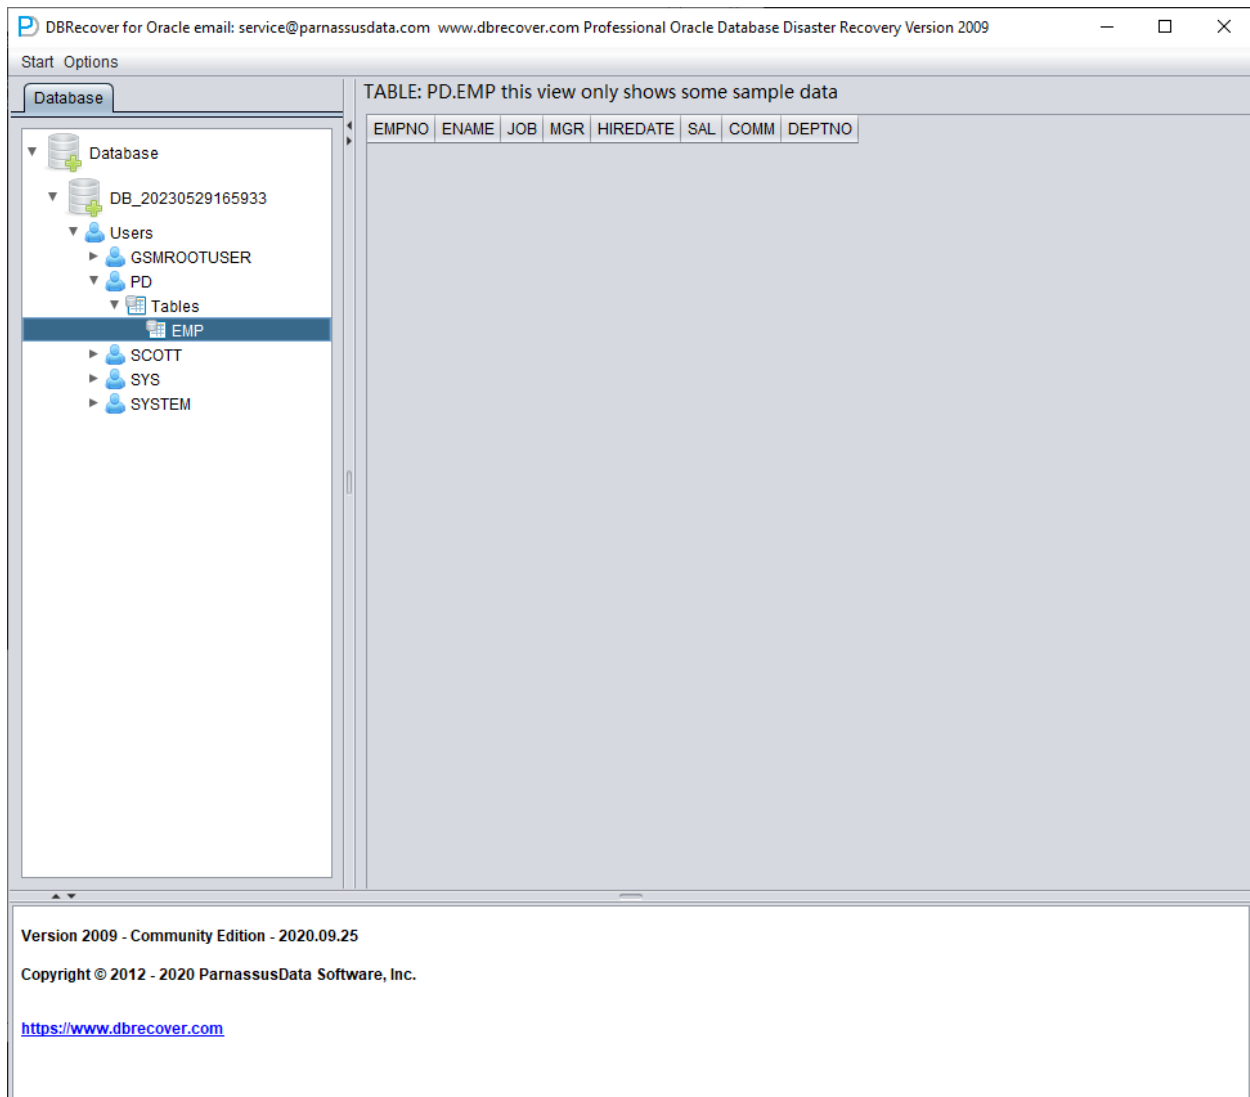 DBRecover for Oracle email: service@parnassusdata.com www.dbrecover.com Professional Oracle Database Disaster Recovery Version 2009
Start Options
Database
TABLE: PD.EMP this view only shows some sample data
EMPNO ENAME JOB MGR HIREDATE SAL COMM DEPTNO
Database
DB_20230529165933
Users
GSMROOTUSER
PD
Tables
EMP
SCOTT
SYS
SYSTEM
Version 2009 - Community Edition - 2020.09.25
Copyright © 2012 - 2020 ParnassusData Software, Inc.
https://www.dbrecover.com